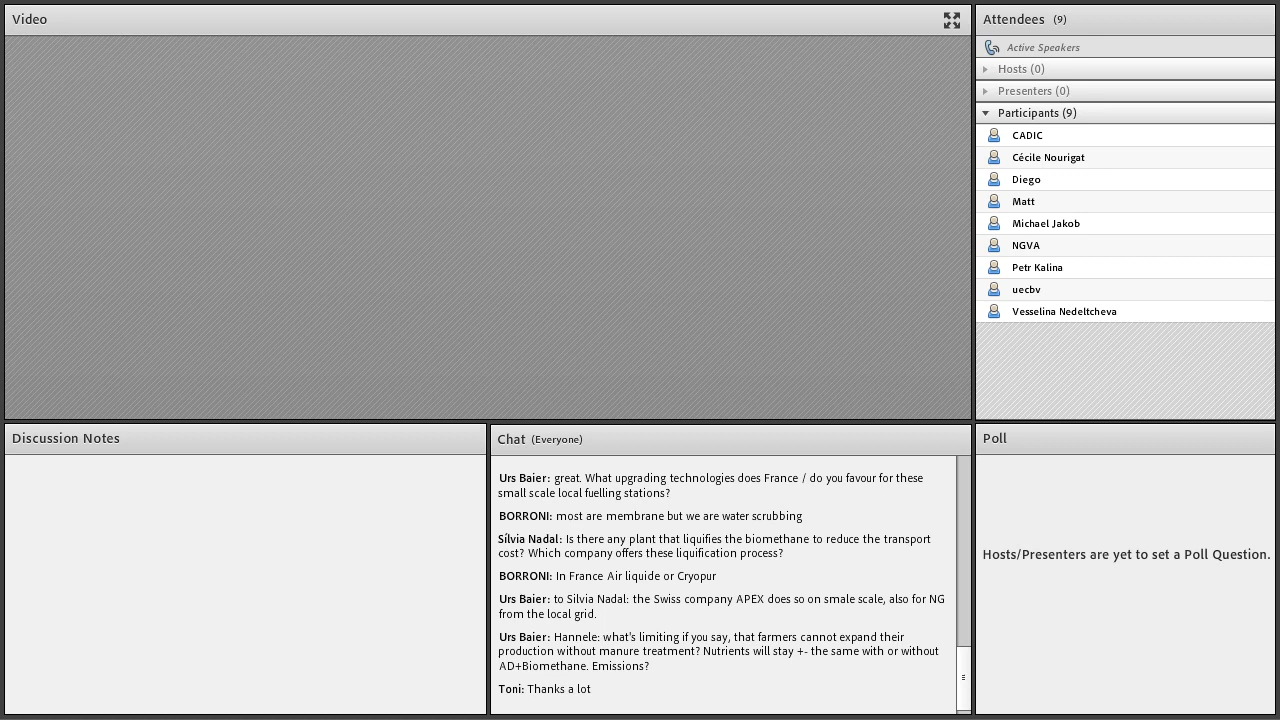 Video
Attendees (9)
Active Speakers
Hosts (0)
Presenters (0)
Participants (9)
CADIC
Cécile Nourigat
Diego
Matt
Michael Jakob
NGVA
Petr Kalina
uecbv
Vesselina Nedeltcheva
Discussion Notes
Chat (Everyone)
Urs Baier: great. What upgrading technologies does France / do you favour for these
small scale local fuelling stations?
BORRONI: most are membrane but we are water scrubbing
Sílvia Nadal: Is there any plant that liquifies the biomethane to reduce the transport
cost? Which company offers these liquification process?
BORRONI: In France Air liquide or Cryopur
Urs Baier: to Silvia Nadal: the Swiss company APEX does so on smale scale, also for NG
from the local grid.
Urs Baier: Hannele: what's limiting if you say, that farmers cannot expand their
production without manure treatment? Nutrients will stay +- the same with or without
AD+Biomethane. Emissions?
Toni: Thanks a lot
Poll
Hosts/Presenters are yet to set a Poll Question.